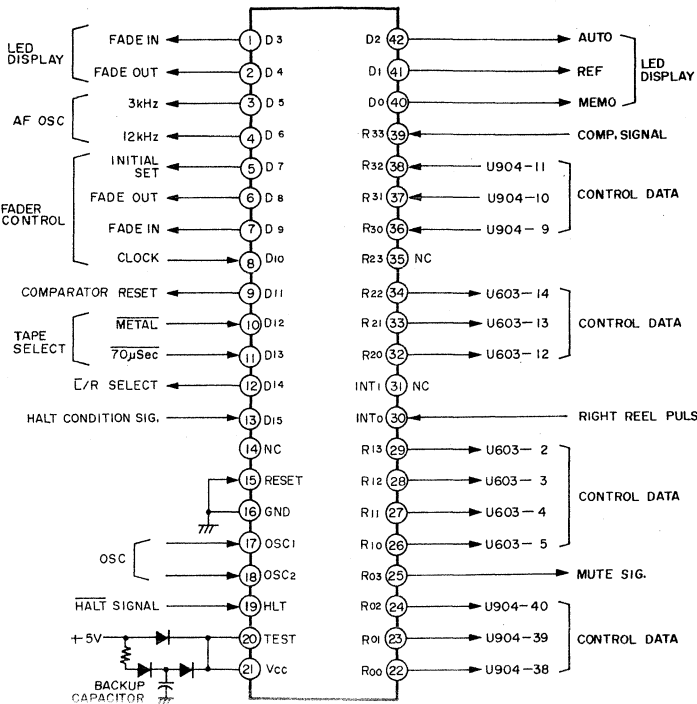 LED DISPLAY
FADE IN 1 D3
FADE OUT 2 D4
AF OSC
3kHz 3 D5
12kHz 4 D6
FADER CONTROL
INITIAL SET 5 D7
FADE OUT 6 D8
FADE IN 7 D9
CLOCK 8 D10
COMPARATOR RESET 9 D11
TAPE SELECT
METAL 10 D12
70µSec 11 D13
L/R SELECT 12 D14
HALT CONDITION SIG. 13 D15
14 NC
15 RESET
16 GND
OSC
17 OSC1
18 OSC2
HALT SIGNAL 19 HLT
+5V 20 TEST
21 Vcc
BACKUP CAPACITOR
D2 42 AUTO
D1 41 REF
D0 40 MEMO
LED DISPLAY
R33 39 COMP. SIGNAL
R32 38 U904-11
R31 37 U904-10
R30 36 U904-9
CONTROL DATA
R23 35 NC
R22 34 U603-14
R21 33 U603-13
R20 32 U603-12
CONTROL DATA
INT1 31 NC
INT0 30 RIGHT REEL PULS
R13 29 U603-2
R12 28 U603-3
R11 27 U603-4
R10 26 U603-5
CONTROL DATA
R03 25 MUTE SIG.
R02 24 U904-40
R01 23 U904-39
R00 22 U904-38
CONTROL DATA